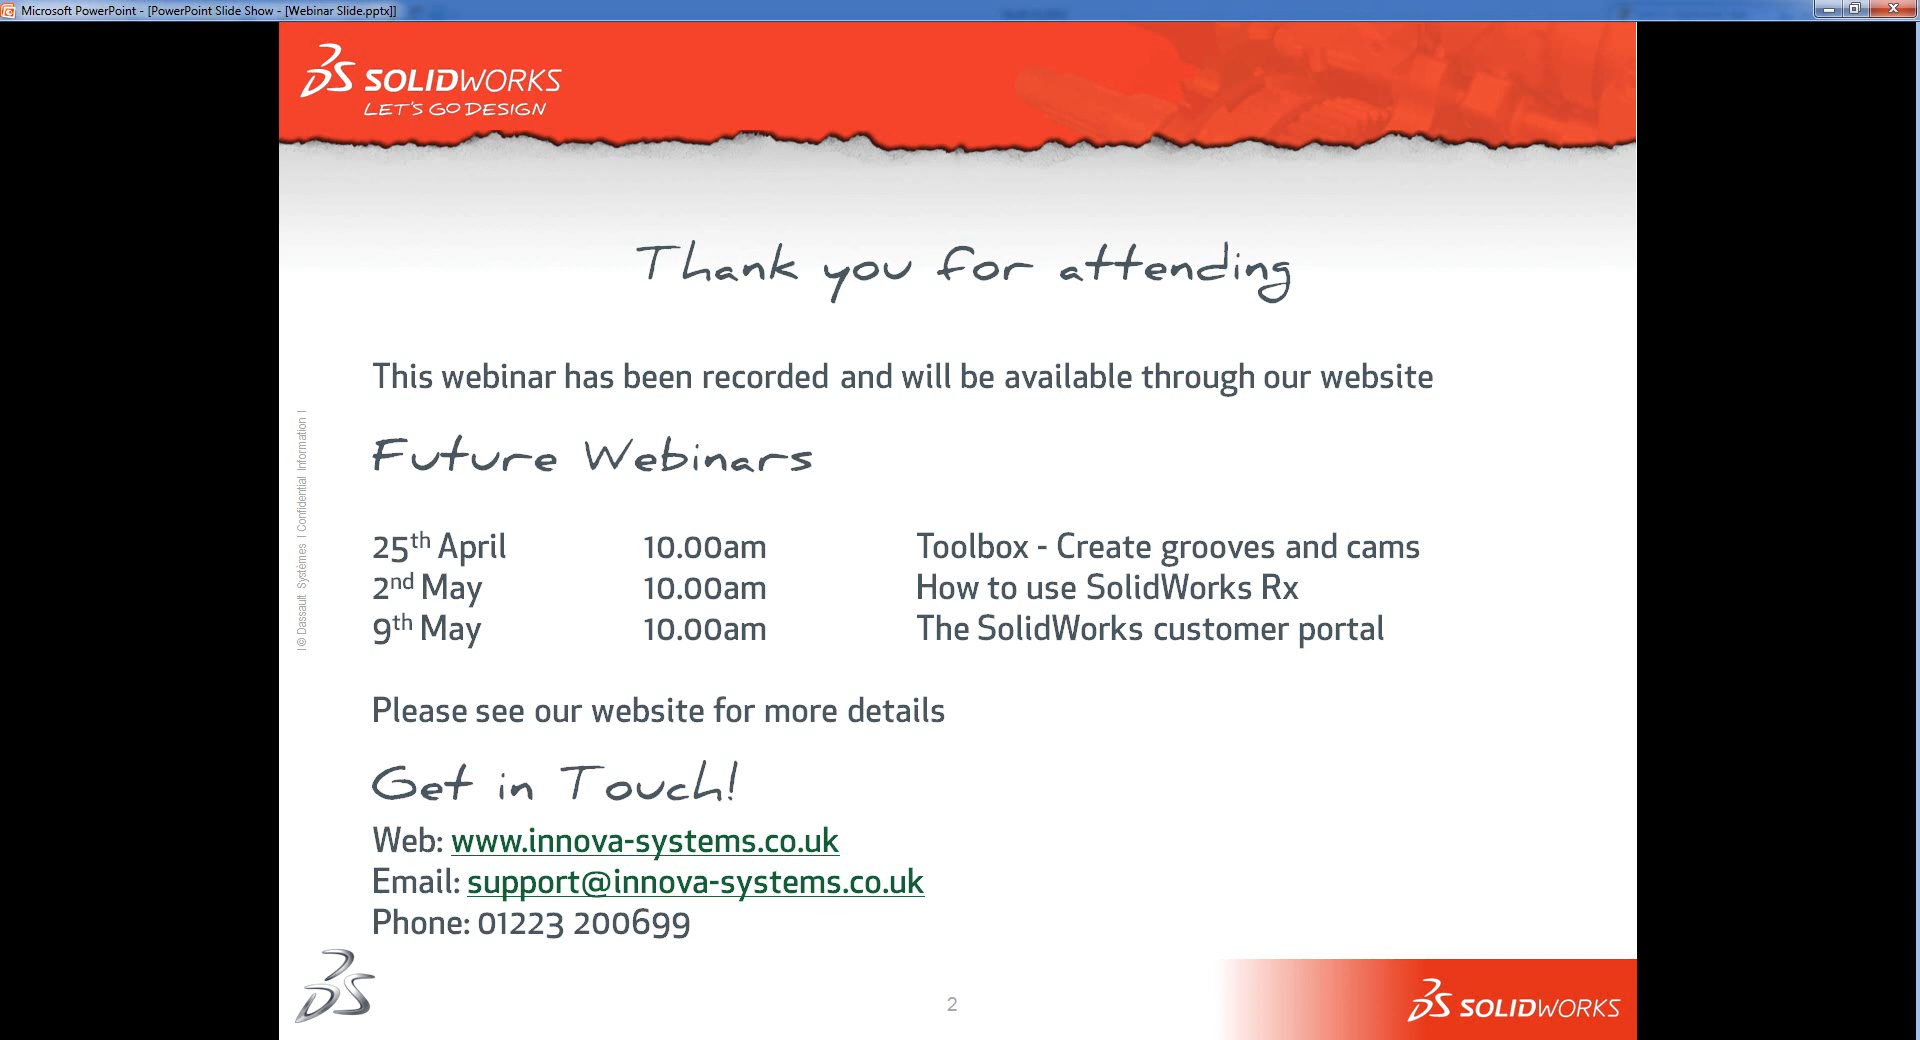 Microsoft PowerPoint - [PowerPoint Slide Show - [Webinar Slide.pptx]]
SOLIDWORKS
LET'S GO DESIGN
Thank you for attending
This webinar has been recorded and will be available through our website
Future Webinars
25th April 10.00am Toolbox - Create grooves and cams
2nd May 10.00am How to use SolidWorks Rx
9th May 10.00am The SolidWorks customer portal
Please see our website for more details
Get in Touch!
Web: www.innova-systems.co.uk
Email: support@innova-systems.co.uk
Phone: 01223 200699
I © Dassault Systèmes I Confidential Information I
2
SOLIDWORKS